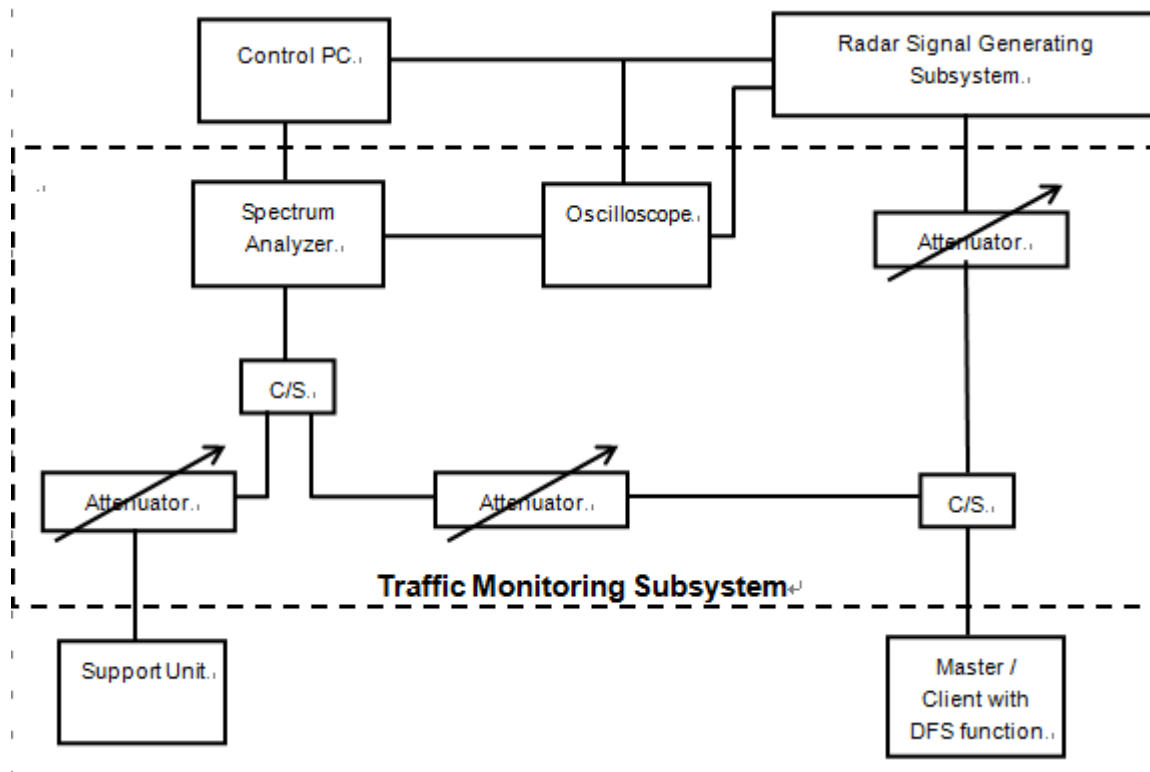 Control PC.
Radar Signal Generating
Subsystem.
Spectrum
Analyzer.
Oscilloscope.
Attenuator.
C/S.
Attenuator.
Attenuator.
C/S.
Traffic Monitoring Subsystem
Support Unit.
Master /
Client with
DFS function.